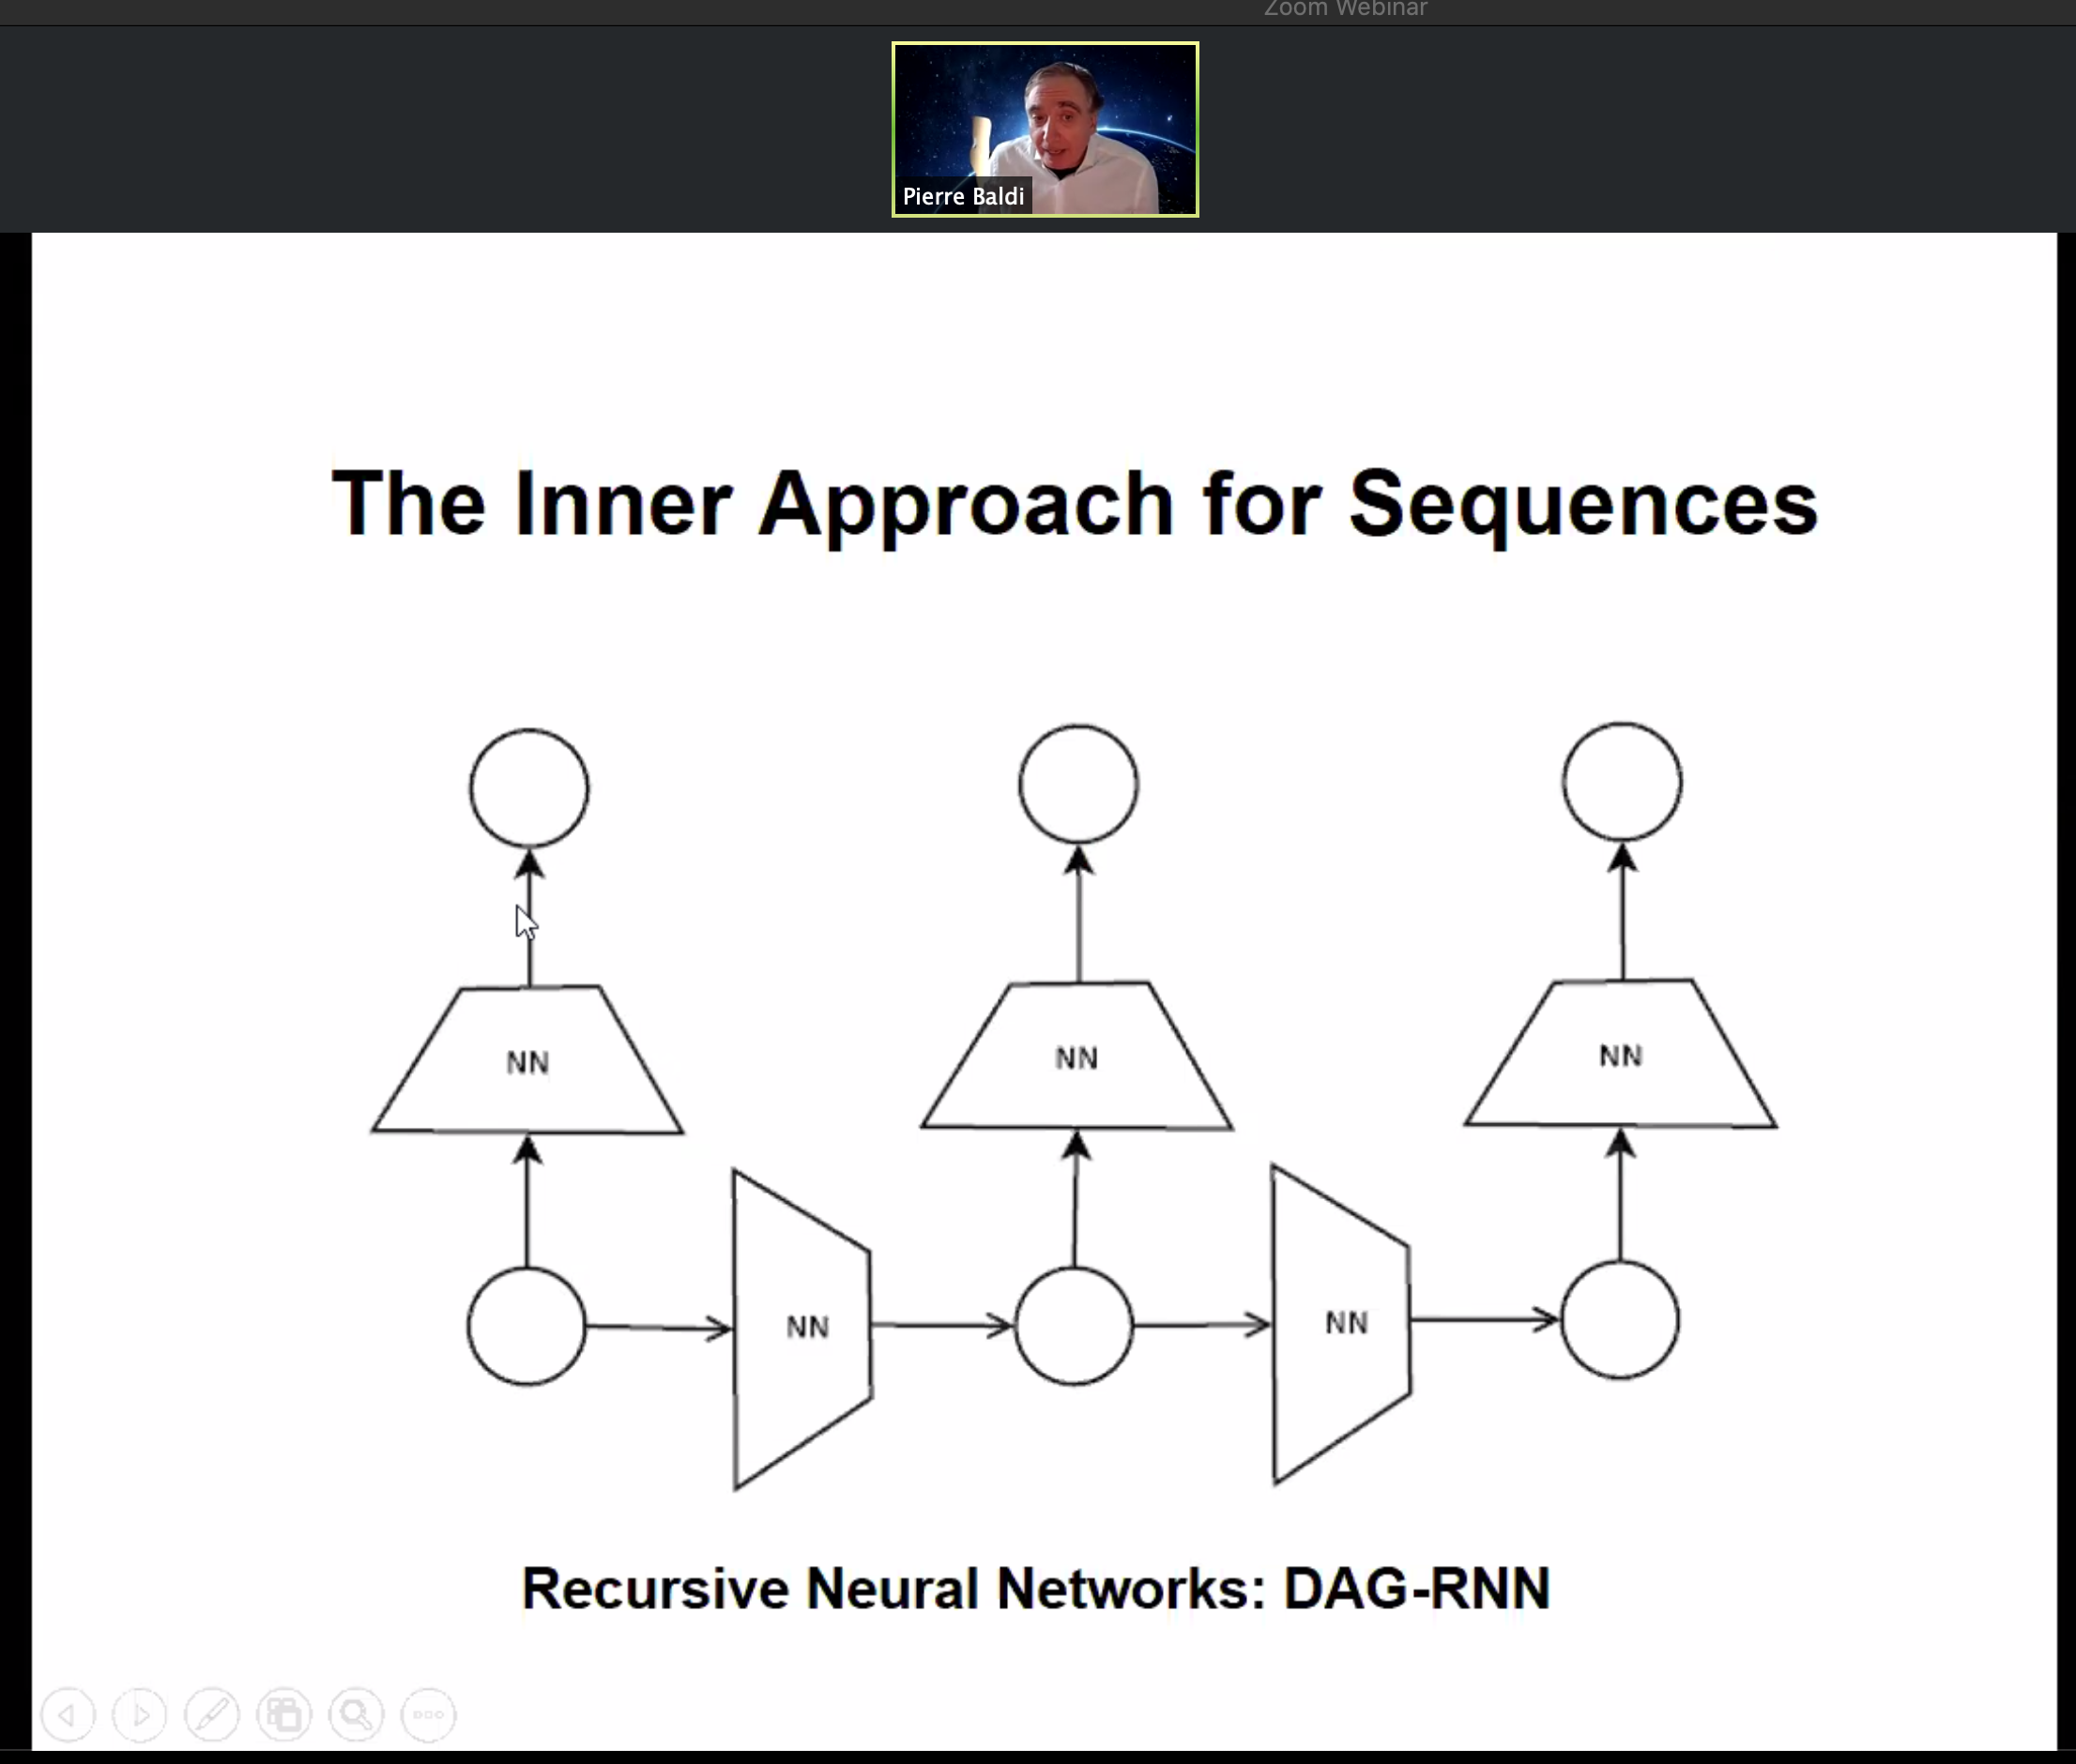 Zoom Webinar
Pierre Baldi
The Inner Approach for Sequences
NN
NN
NN
NN
NN
Recursive Neural Networks: DAG-RNN